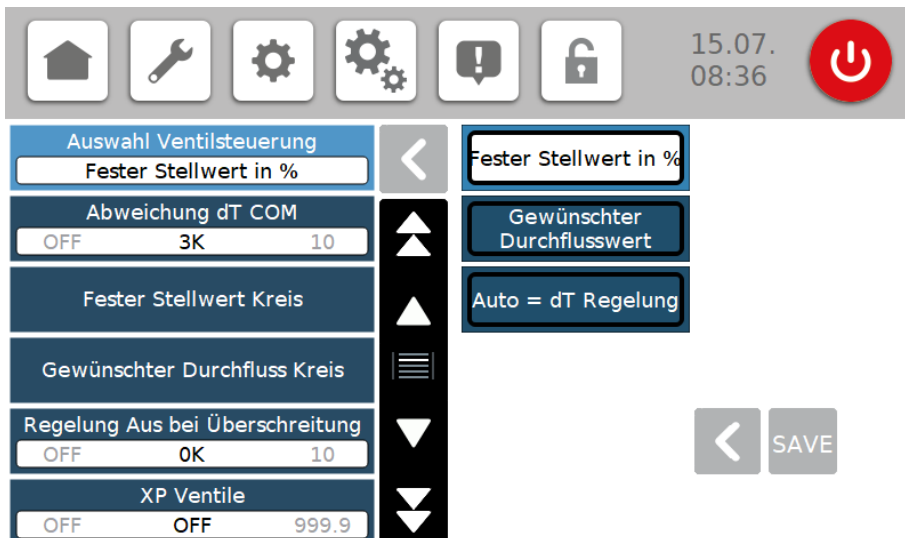 15.07.
08:36
Auswahl Ventilsteuerung
Fester Stellwert in %
Abweichung dT COM
OFF 3K 10
Fester Stellwert Kreis
Gewünschter Durchfluss Kreis
Regelung Aus bei Überschreitung
OFF 0K 10
XP Ventile
OFF OFF 999.9
Fester Stellwert in %
Gewünschter
Durchflusswert
Auto = dT Regelung
SAVE